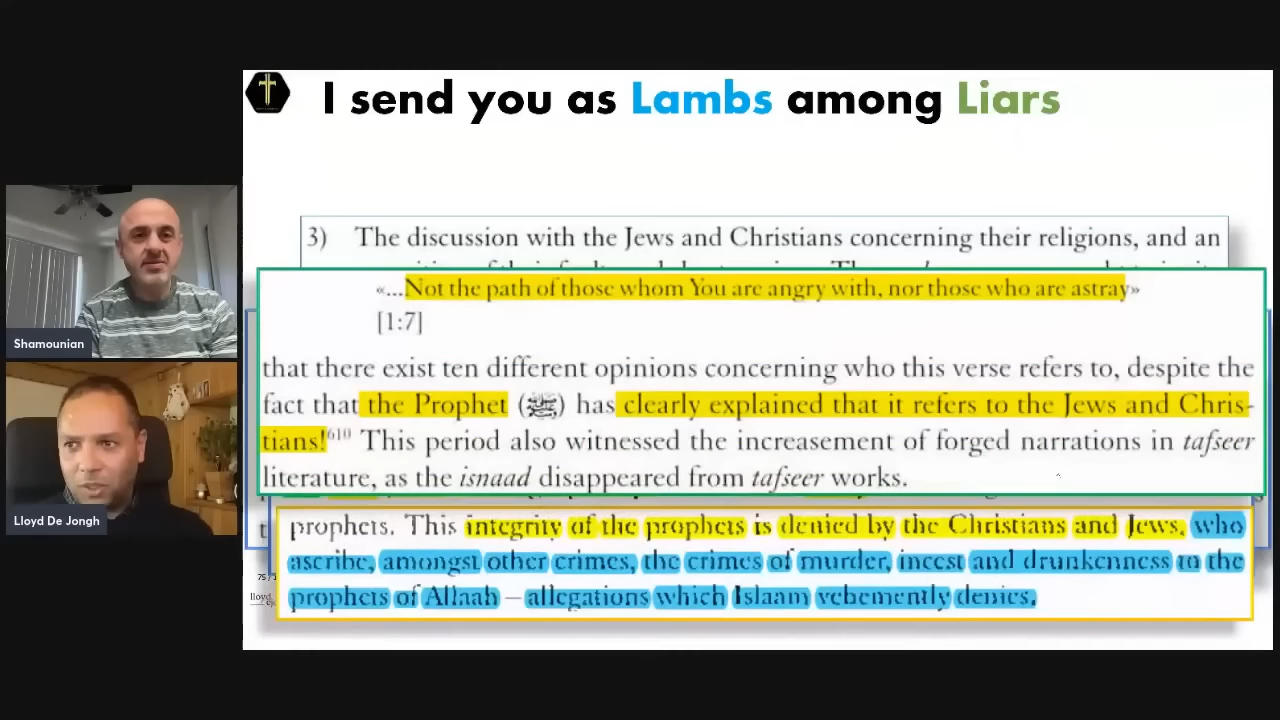 I send you as Lambs among Liars
Shamounian
Lloyd De Jongh
3) The discussion with the Jews and Christians concerning their religions, and an
«...Not the path of those whom You are angry with, nor those who are astray»
[1:7]
that there exist ten different opinions concerning who this verse refers to, despite the
fact that the Prophet (ﷺ) has clearly explained that it refers to the Jews and Chris-
tians!610 This period also witnessed the increasement of forged narrations in tafseer
literature, as the isnaad disappeared from tafseer works.
prophets. This integrity of the prophets is denied by the Christians and Jews, who
ascribe, amongst other crimes, the crimes of murder, incest and drunkenness to the
prophets of Allaah – allegations which Islaam vehemently denies.